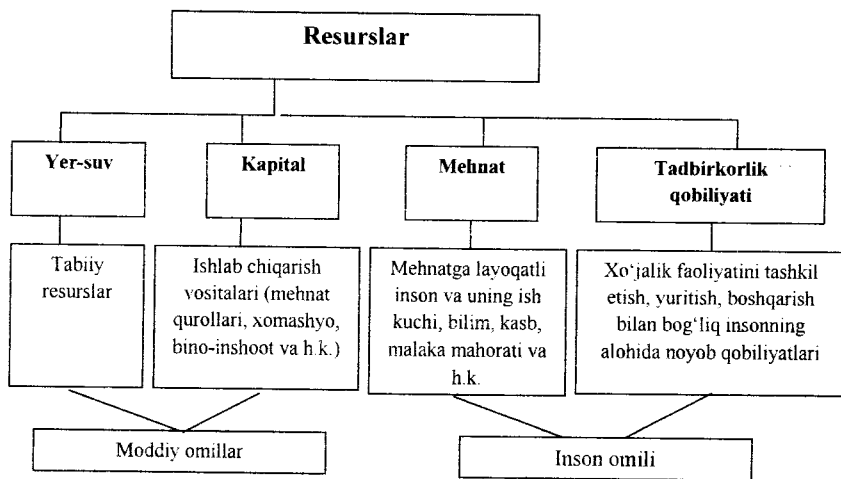 Resurslar
Yer-suv
Kapital
Mehnat
Tadbirkorlik
qobiliyati
Tabiiy
resurslar
Ishlab chiqarish
vositalari (mehnat
qurollari, xomashyo,
bino-inshoot va h.k.)
Mehnatga layoqatli
inson va uning ish
kuchi, bilim, kasb,
malaka mahorati va
h.k.
Xo‘jalik faoliyatini tashkil
etish, yuritish, boshqarish
bilan bog‘liq insonning
alohida noyob qobiliyatlari
Moddiy omillar
Inson omili